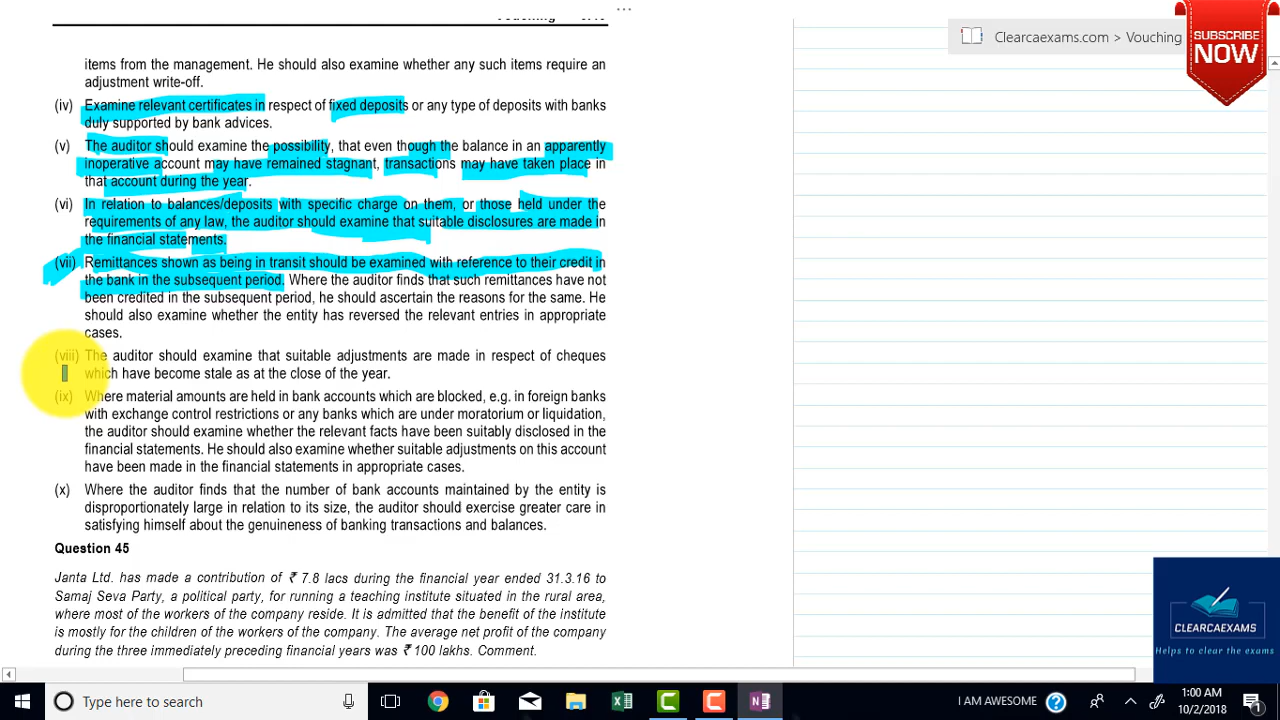 SUBSCRIBE
NOW
Clearcaexams.com > Vouching
items from the management. He should also examine whether any such items require an
adjustment write-off.
(iv) Examine relevant certificates in respect of fixed deposits or any type of deposits with banks
duly supported by bank advices.
(v) The auditor should examine the possibility, that even though the balance in an apparently
inoperative account may have remained stagnant, transactions may have taken place in
that account during the year.
(vi) In relation to balances/deposits with specific charge on them, or those held under the
requirements of any law, the auditor should examine that suitable disclosures are made in
the financial statements.
(vii) Remittances shown as being in transit should be examined with reference to their credit in
the bank in the subsequent period. Where the auditor finds that such remittances have not
been credited in the subsequent period, he should ascertain the reasons for the same. He
should also examine whether the entity has reversed the relevant entries in appropriate
cases.
(viii) The auditor should examine that suitable adjustments are made in respect of cheques
which have become stale as at the close of the year.
(ix) Where material amounts are held in bank accounts which are blocked, e.g. in foreign banks
with exchange control restrictions or any banks which are under moratorium or liquidation,
the auditor should examine whether the relevant facts have been suitably disclosed in the
financial statements. He should also examine whether suitable adjustments on this account
have been made in the financial statements in appropriate cases.
(x) Where the auditor finds that the number of bank accounts maintained by the entity is
disproportionately large in relation to its size, the auditor should exercise greater care in
satisfying himself about the genuineness of banking transactions and balances.
Question 45
Janta Ltd. has made a contribution of ₹ 7.8 lacs during the financial year ended 31.3.16 to
Samaj Seva Party, a political party, for running a teaching institute situated in the rural area,
where most of the workers of the company reside. It is admitted that the benefit of the institute
is mostly for the children of the workers of the company. The average net profit of the company
during the three immediately preceding financial years was ₹ 100 lakhs. Comment.
CLEARCAEXAMS
Helps to clear the exams
Type here to search
I AM AWESOME
1:00 AM
10/2/2018
1